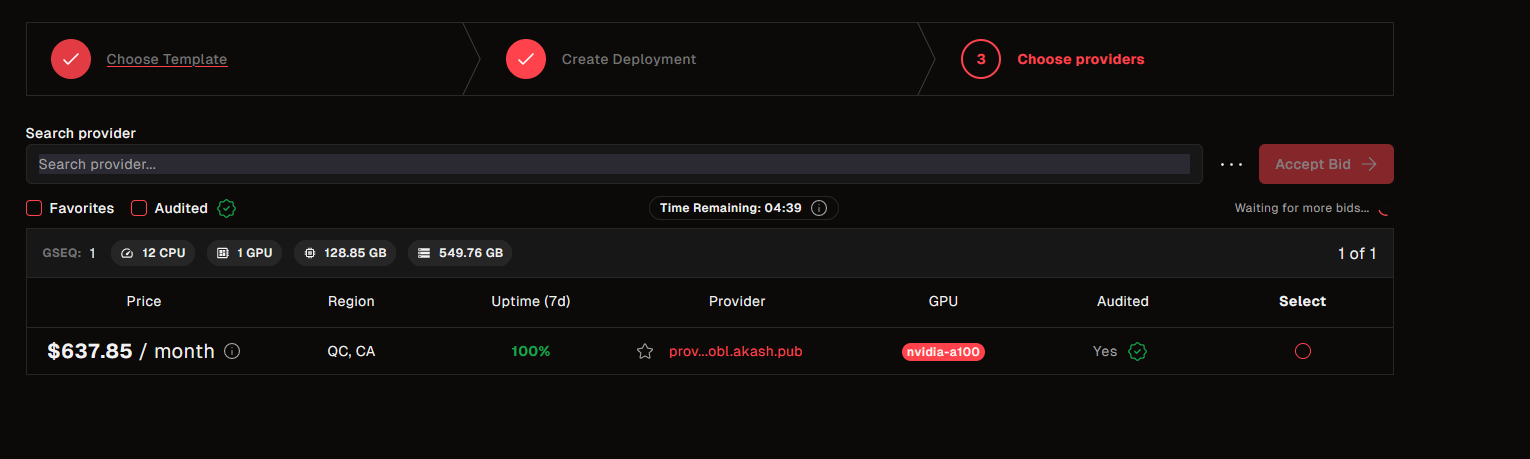 Choose Template
Create Deployment
3 Choose providers
Search provider
Search provider...
... Accept Bid
Favorites Audited Time Remaining: 04:39 Waiting for more bids...
GSEQ: 1 12 CPU 1 GPU 128.85 GB 549.76 GB 1 of 1
Price Region Uptime (7d) Provider GPU Audited Select
$637.85 / month QC, CA 100% prov...obl.akash.pub nvidia-a100 Yes